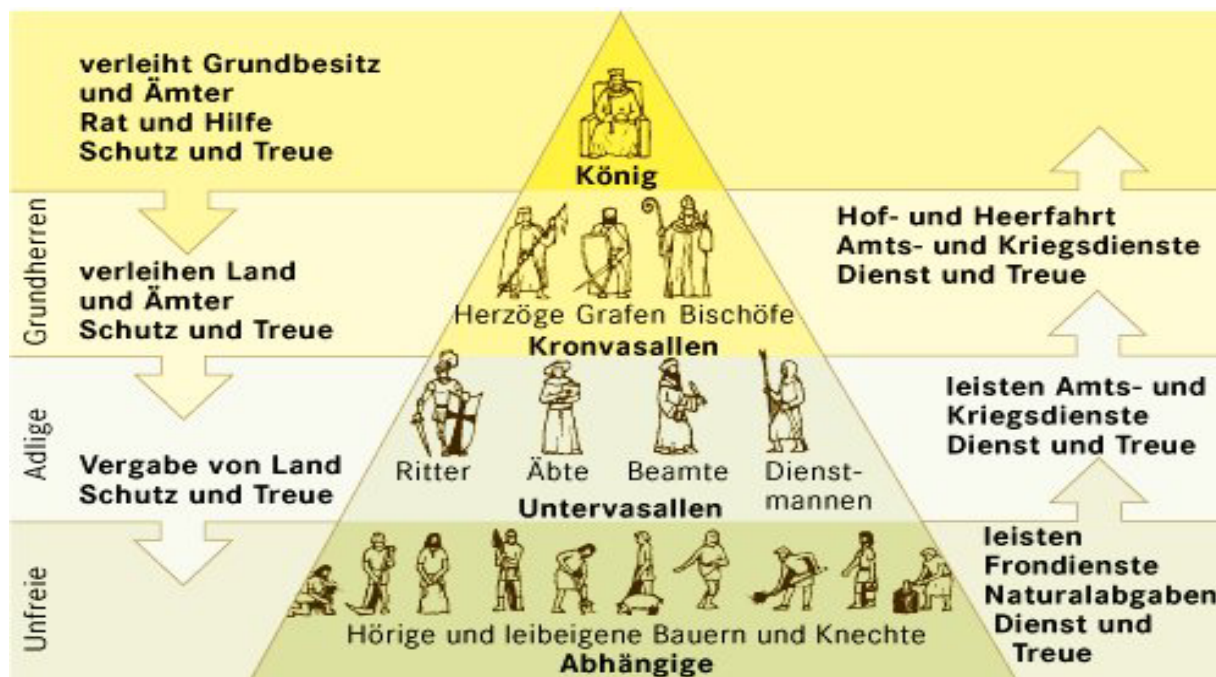 verleiht Grundbesitz
und Ämter
Rat und Hilfe
Schutz und Treue
König
Grundherren
verleihen Land
und Ämter
Schutz und Treue
Herzöge Grafen Bischöfe
Kronvasallen
Hof- und Heerfahrt
Amts- und Kriegsdienste
Dienst und Treue
Adlige
Vergabe von Land
Schutz und Treue
Ritter Äbte Beamte Dienst-
mannen
Untervasallen
leisten Amts- und
Kriegsdienste
Dienst und Treue
Unfreie
Hörige und leibeigene Bauern und Knechte
Abhängige
leisten
Frondienste
Naturalabgaben
Dienst und
Treue